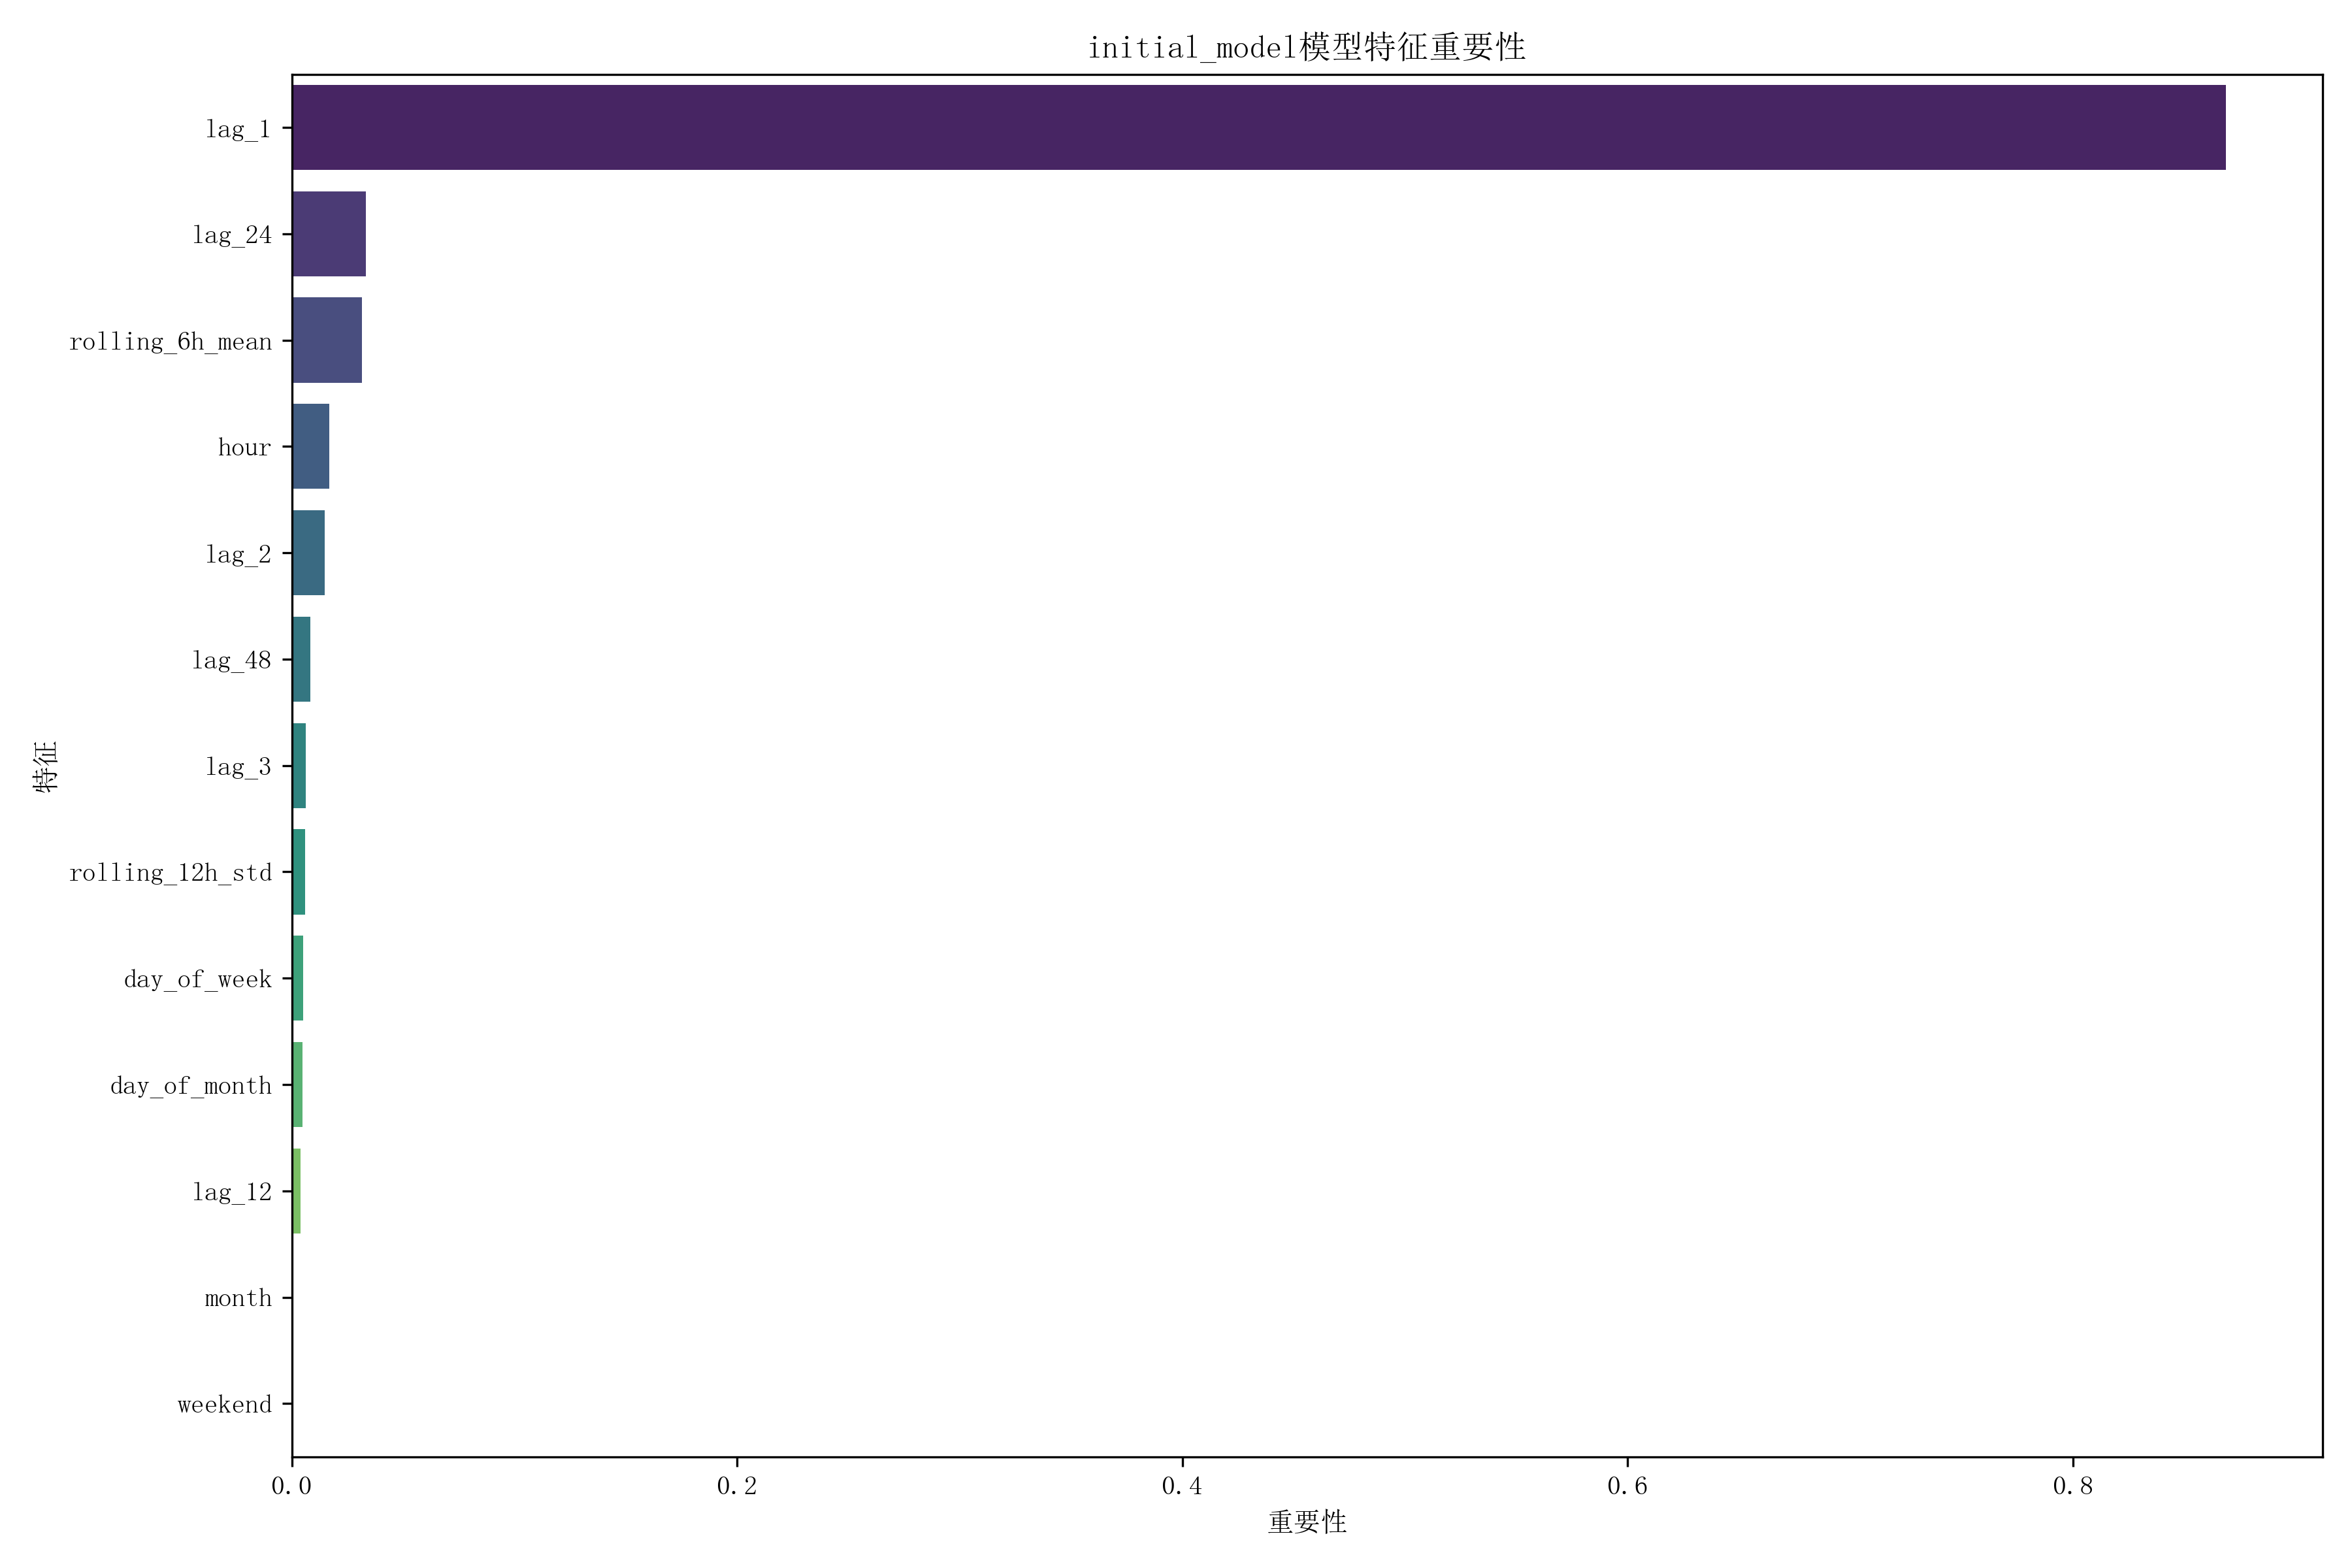 initial_model模型特征重要性
lag_1
lag_24
rolling_6h_mean
hour
lag_2
lag_48
lag_3
rolling_12h_std
day_of_week
day_of_month
lag_12
month
weekend
特征
0.0 0.2 0.4 0.6 0.8
重要性